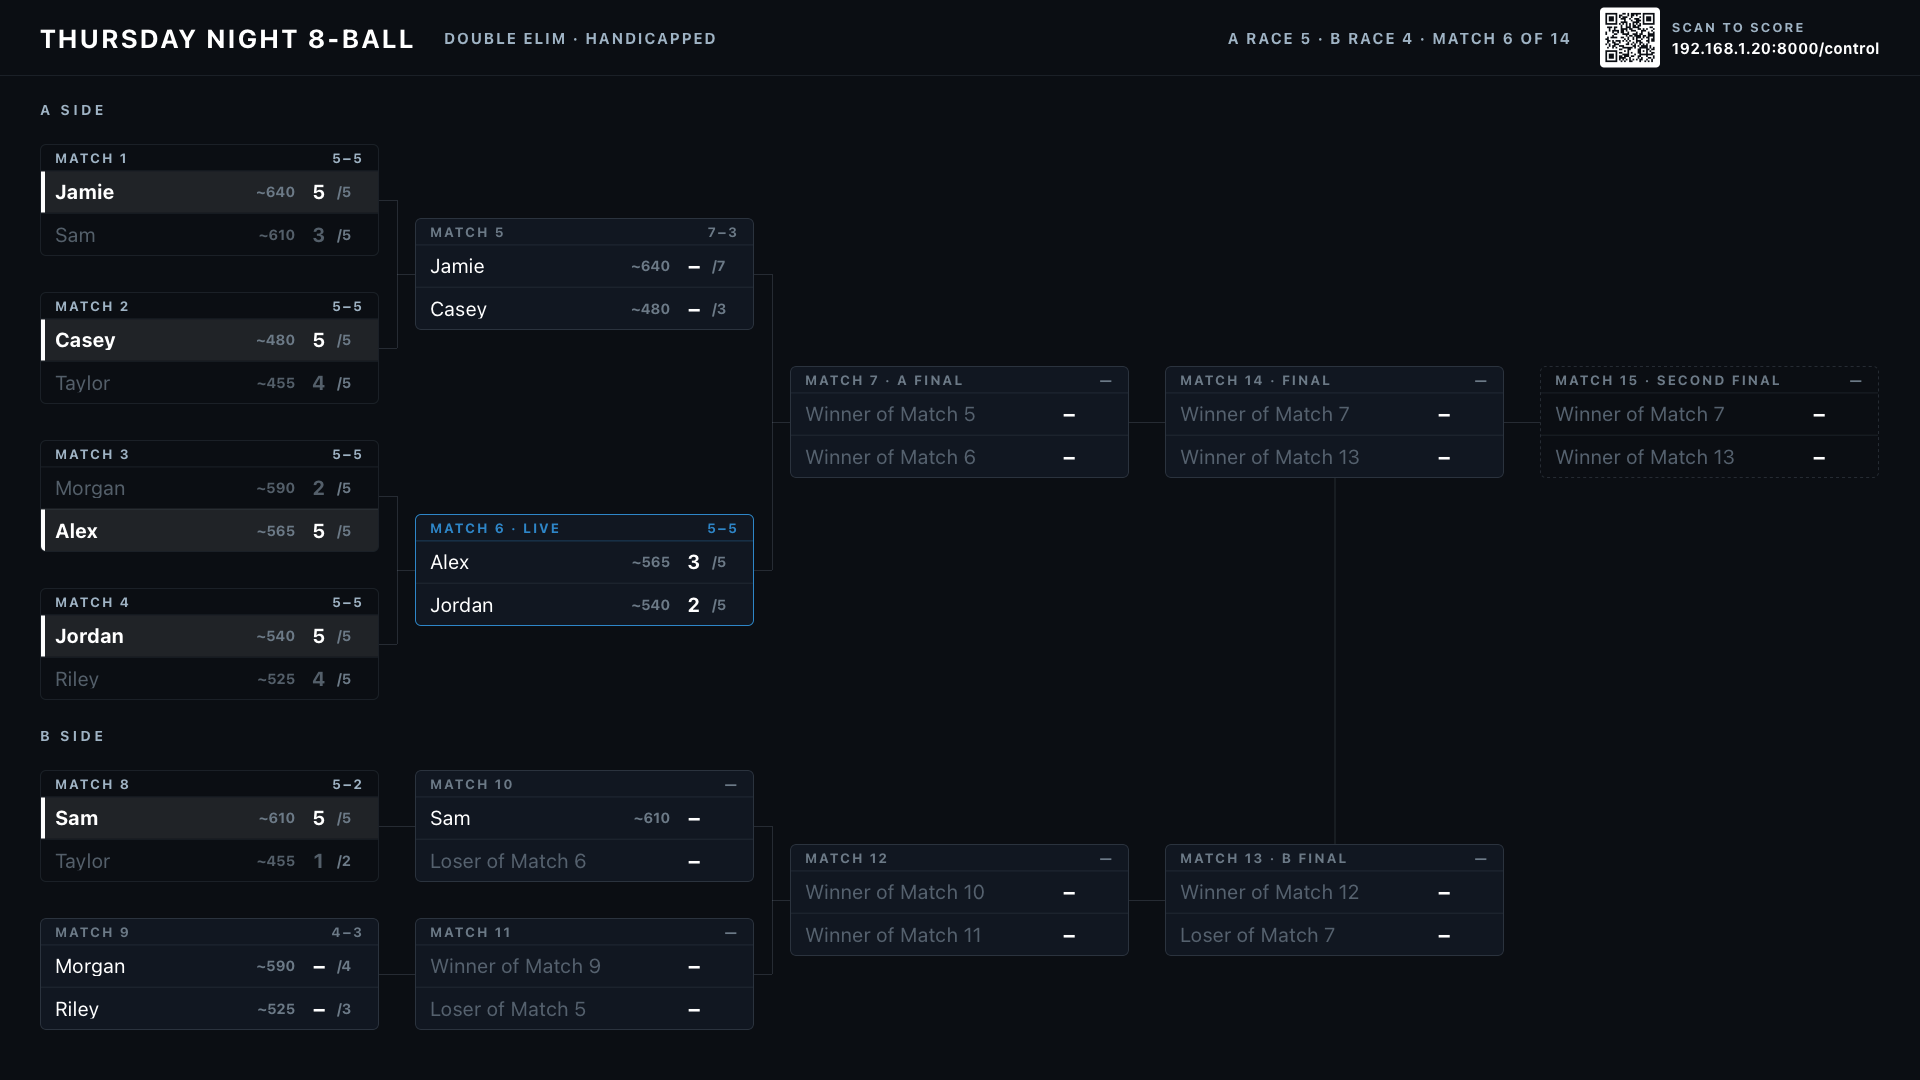 THURSDAY NIGHT 8-BALL DOUBLE ELIM · HANDICAPPED A RACE 5 · B RACE 4 · MATCH 6 OF 14
SCAN TO SCORE
192.168.1.20:8000/control
A SIDE
MATCH 1 5–5
Jamie ~640 5 /5
Sam ~610 3 /5
MATCH 2 5–5
Casey ~480 5 /5
Taylor ~455 4 /5
MATCH 3 5–5
Morgan ~590 2 /5
Alex ~565 5 /5
MATCH 4 5–5
Jordan ~540 5 /5
Riley ~525 4 /5
MATCH 5 7–3
Jamie ~640 – /7
Casey ~480 – /3
MATCH 6 · LIVE 5–5
Alex ~565 3 /5
Jordan ~540 2 /5
MATCH 7 · A FINAL –
Winner of Match 5 –
Winner of Match 6 –
MATCH 14 · FINAL –
Winner of Match 7 –
Winner of Match 13 –
MATCH 15 · SECOND FINAL –
Winner of Match 7 –
Winner of Match 13 –
B SIDE
MATCH 8 5–2
Sam ~610 5 /5
Taylor ~455 1 /2
MATCH 9 4–3
Morgan ~590 – /4
Riley ~525 – /3
MATCH 10 –
Sam ~610 –
Loser of Match 6 –
MATCH 11 –
Winner of Match 9 –
Loser of Match 5 –
MATCH 12 –
Winner of Match 10 –
Winner of Match 11 –
MATCH 13 · B FINAL –
Winner of Match 12 –
Loser of Match 7 –